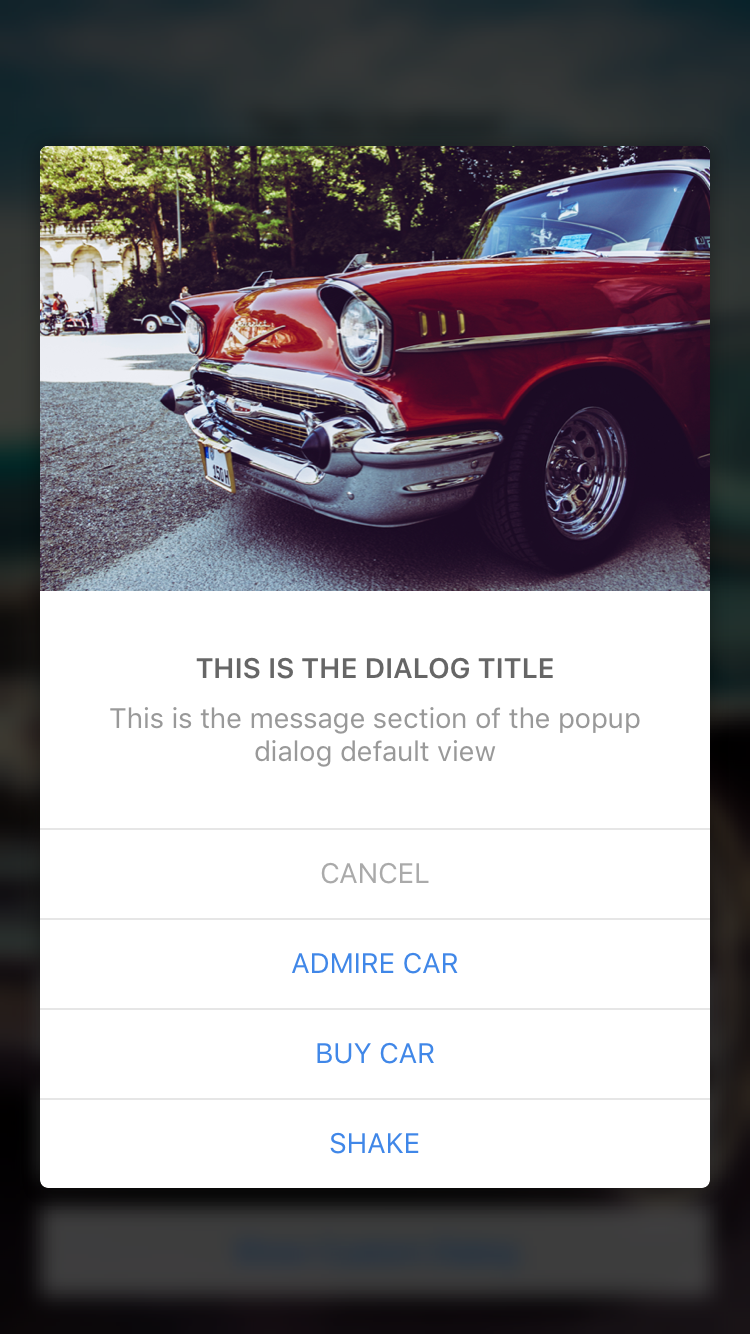 150H
THIS IS THE DIALOG TITLE
This is the message section of the popup
dialog default view
CANCEL
ADMIRE CAR
BUY CAR
SHAKE